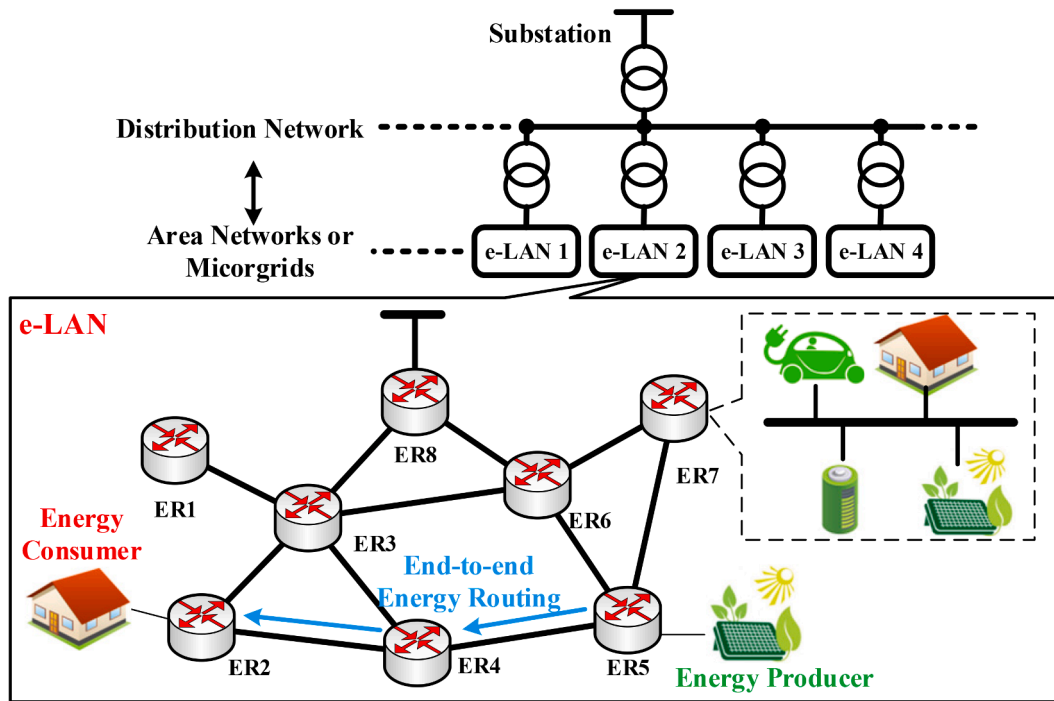 Substation
Distribution Network
Area Networks or
Micorgrids
e-LAN 1
e-LAN 2
e-LAN 3
e-LAN 4
e-LAN
ER8
ER7
ER1
ER6
ER3
Energy
Consumer
End-to-end
Energy Routing
ER2
ER4
ER5
Energy Producer